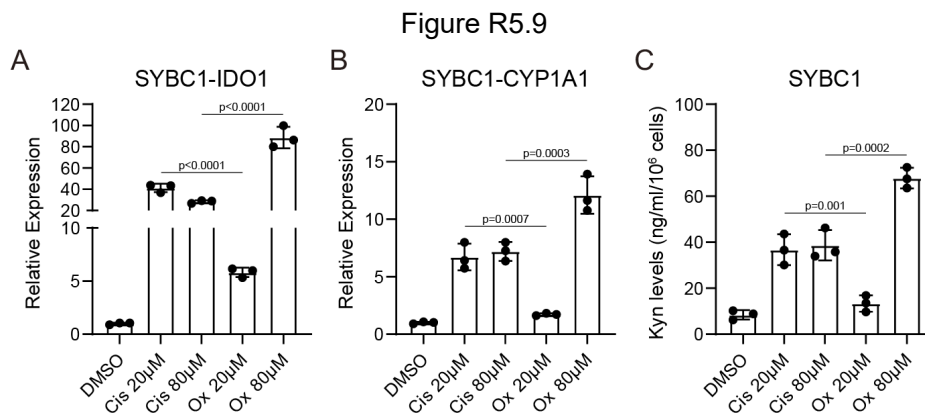 Figure R5.9
A
SYBC1-IDO1
Relative Expression
120
100
80
60
40
20
10
5
0
p<0.0001
p<0.0001
DMSO
Cis 20μM
Cis 80μM
Ox 20μM
Ox 80μM
B
SYBC1-CYP1A1
Relative Expression
20
15
10
5
0
p=0.0003
p=0.0007
DMSO
Cis 20μM
Cis 80μM
Ox 20μM
Ox 80μM
C
SYBC1
Kyn levels (ng/ml/10⁶ cells)
100
80
60
40
20
0
p=0.0002
p=0.001
DMSO
Cis 20μM
Cis 80μM
Ox 20μM
Ox 80μM